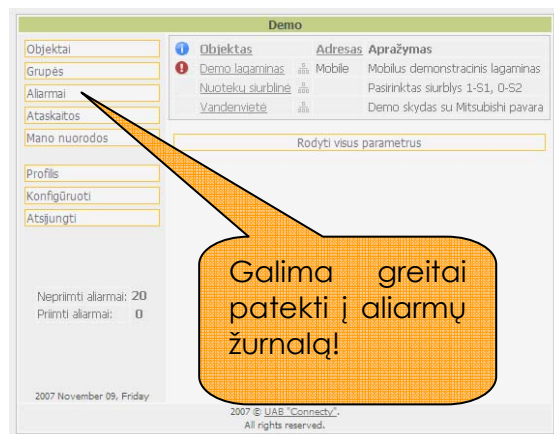 Demo
Objektai
Grupės
Aliarmai
Ataskaitos
Mano nuorodos
Profilis
Konfigūruoti
Atsijungti
Nepriimti aliarmai: 20
Priimti aliarmai: 0
2007 November 09, Friday
Objektas Adresas Apražymas
Demo lagaminas Mobile Mobilus demonstracinis lagaminas
Nuotekų siurblinė Pasirinktas siurblys 1-S1, 0-S2
Vandenvietė Demo skydas su Mitsubishi pavara
Rodyti visus parametrus
Galima greitai
patekti į aliarmų
žurnalą!
2007 © UAB "Connecty".
All rights reserved.